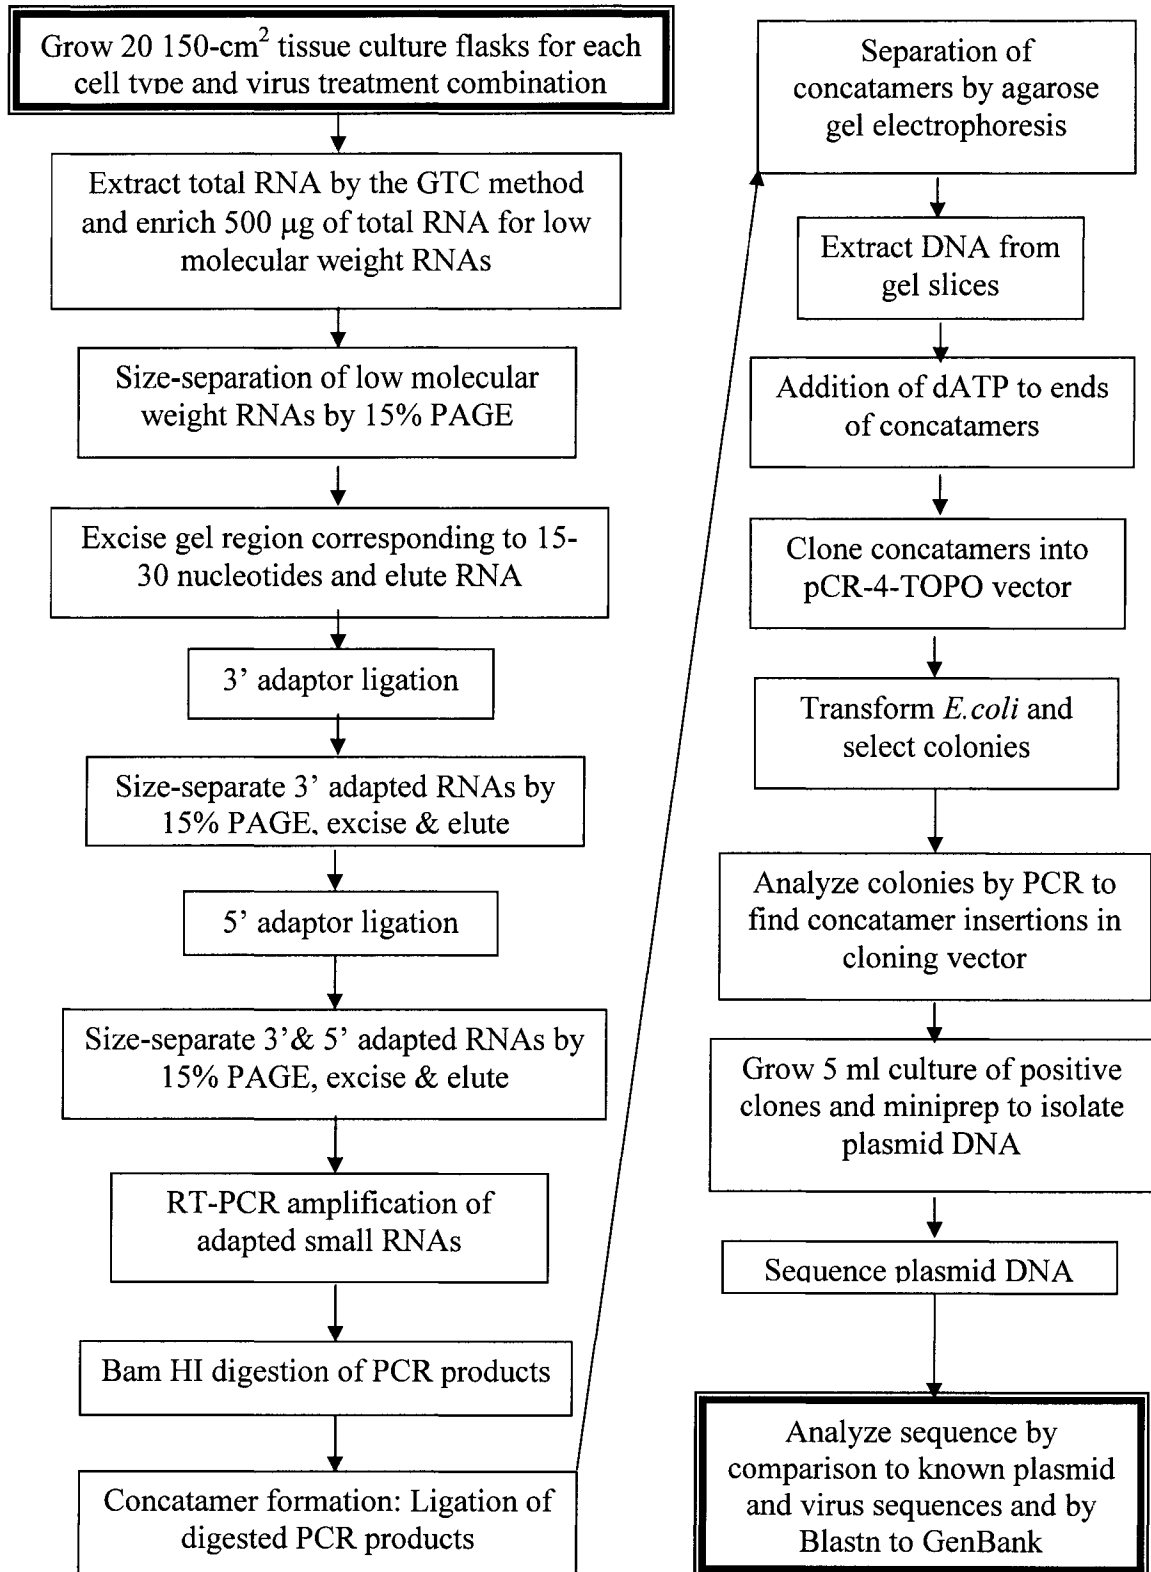 Grow 20 150-cm² tissue culture flasks for each
cell type and virus treatment combination
Extract total RNA by the GTC method
and enrich 500 µg of total RNA for low
molecular weight RNAs
Size-separation of low molecular
weight RNAs by 15% PAGE
Excise gel region corresponding to 15-
30 nucleotides and elute RNA
3’ adaptor ligation
Size-separate 3’ adapted RNAs by
15% PAGE, excise & elute
5’ adaptor ligation
Size-separate 3’& 5’ adapted RNAs by
15% PAGE, excise & elute
RT-PCR amplification of
adapted small RNAs
Bam HI digestion of PCR products
Concatamer formation: Ligation of
digested PCR products
Separation of
concatamers by agarose
gel electrophoresis
Extract DNA from
gel slices
Addition of dATP to ends
of concatamers
Clone concatamers into
pCR-4-TOPO vector
Transform E.coli and
select colonies
Analyze colonies by PCR to
find concatamer insertions in
cloning vector
Grow 5 ml culture of positive
clones and miniprep to isolate
plasmid DNA
Sequence plasmid DNA
Analyze sequence by
comparison to known plasmid
and virus sequences and by
Blastn to GenBank